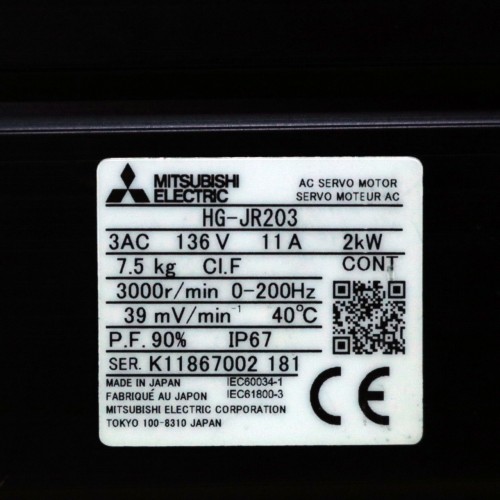 MITSUBISHI ELECTRIC
AC SERVO MOTOR
SERVO MOTEUR AC
HG-JR203
3AC 136 V 11 A 2kW
7.5 kg Cl.F CONT
3000r/min 0-200Hz
39 mV/min⁻¹ 40℃
P.F. 90% IP67
SER. K11867002 181
MADE IN JAPAN IEC60034-1
FABRIQUÉ AU JAPON IEC61800-3
MITSUBISHI ELECTRIC CORPORATION
TOKYO 100-8310 JAPAN
CE